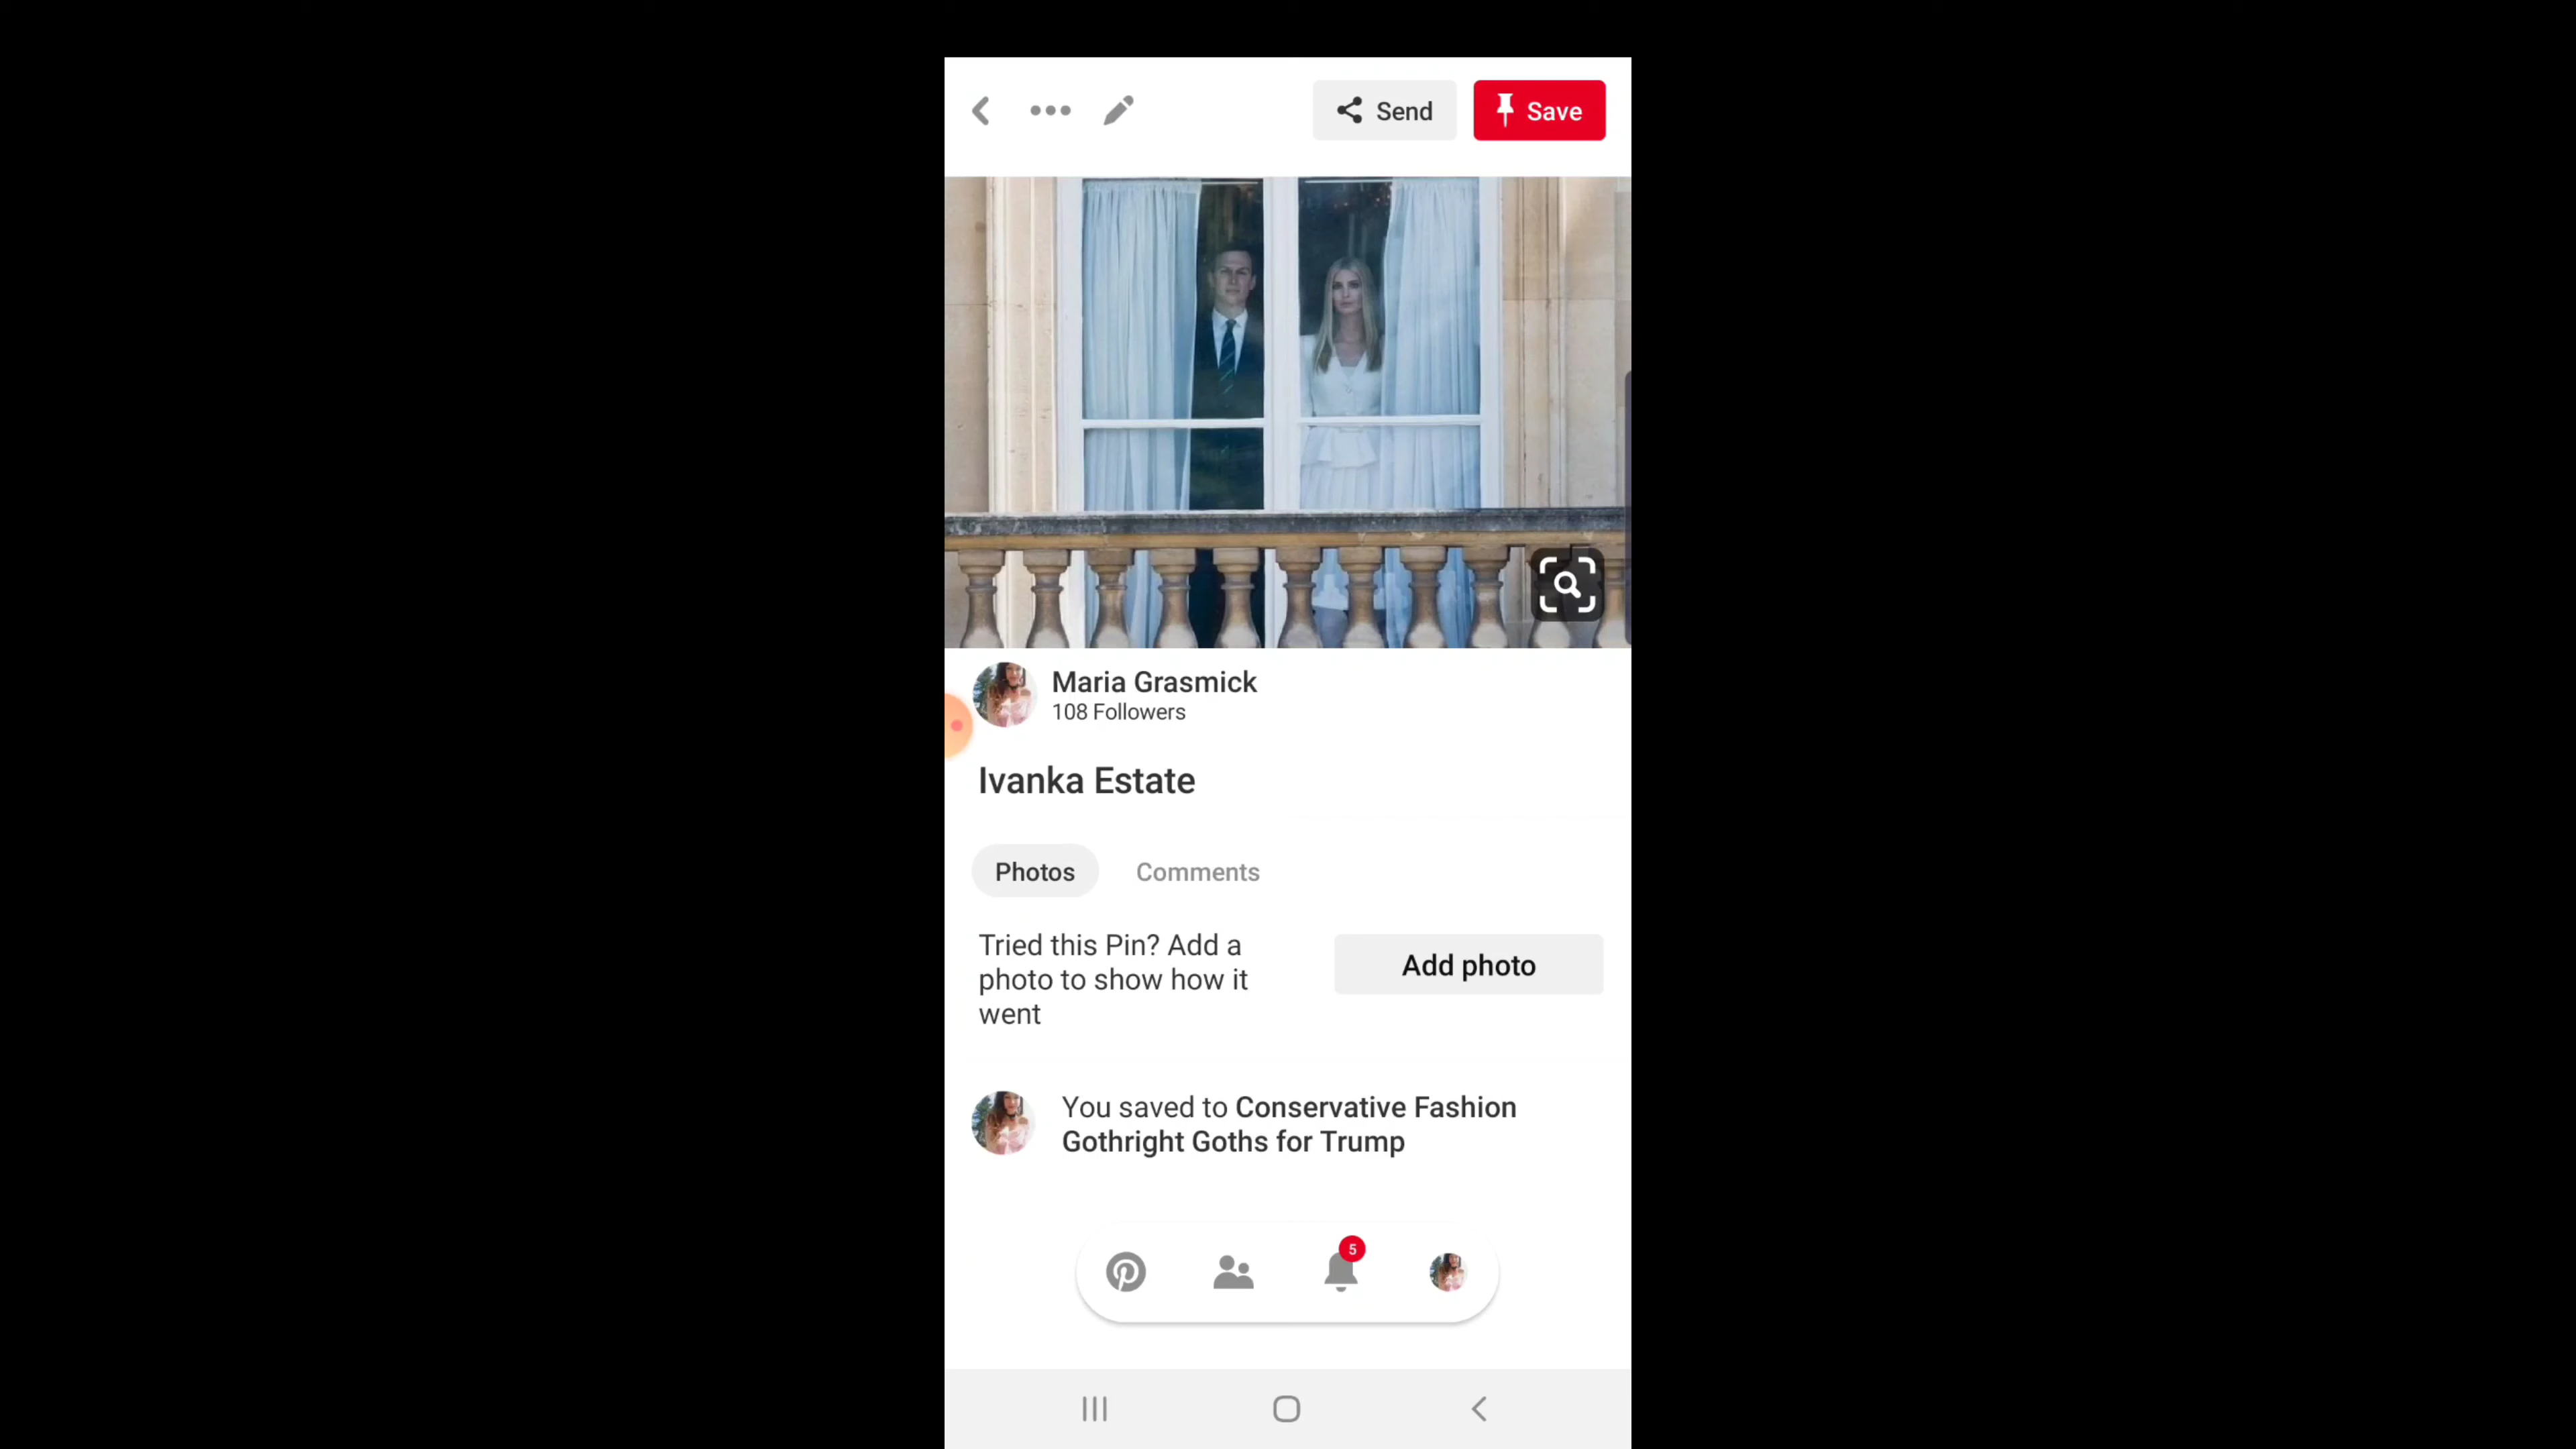 Send
Save
Maria Grasmick
108 Followers
Ivanka Estate
Photos
Comments
Tried this Pin? Add a
photo to show how it
went
Add photo
You saved to Conservative Fashion
Gothright Goths for Trump
5